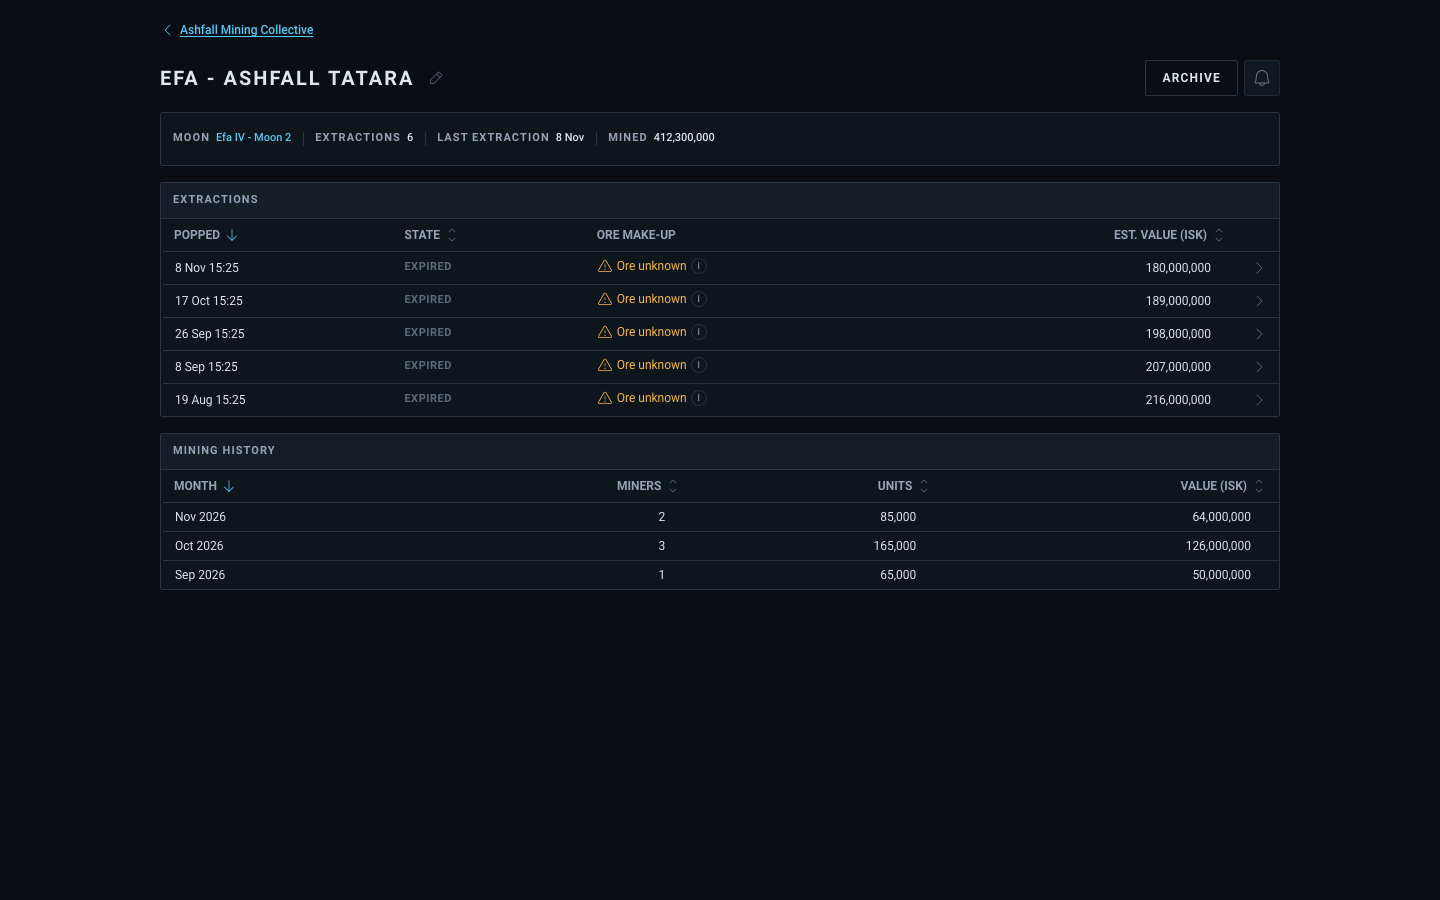 Ashfall Mining Collective
EFA - ASHFALL TATARA
ARCHIVE
MOON Efa IV - Moon 2 EXTRACTIONS 6 LAST EXTRACTION 8 Nov MINED 412,300,000
EXTRACTIONS
POPPED STATE ORE MAKE-UP EST. VALUE (ISK)
8 Nov 15:25 EXPIRED Ore unknown 180,000,000
17 Oct 15:25 EXPIRED Ore unknown 189,000,000
26 Sep 15:25 EXPIRED Ore unknown 198,000,000
8 Sep 15:25 EXPIRED Ore unknown 207,000,000
19 Aug 15:25 EXPIRED Ore unknown 216,000,000
MINING HISTORY
MONTH MINERS UNITS VALUE (ISK)
Nov 2026 2 85,000 64,000,000
Oct 2026 3 165,000 126,000,000
Sep 2026 1 65,000 50,000,000